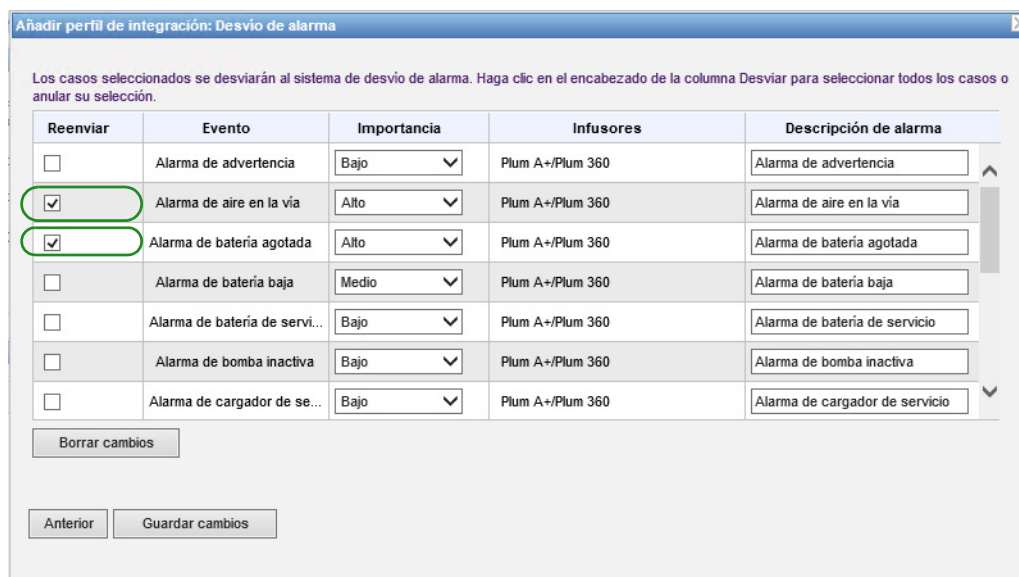 Añadir perfil de integración: Desvío de alarma
Los casos seleccionados se desviarán al sistema de desvío de alarma. Haga clic en el encabezado de la columna Desviar para seleccionar todos los casos o
anular su selección.
Reenviar Evento Importancia Infusores Descripción de alarma
Alarma de advertencia Bajo Plum A+/Plum 360 Alarma de advertencia
Alarma de aire en la vía Alto Plum A+/Plum 360 Alarma de aire en la vía
Alarma de batería agotada Alto Plum A+/Plum 360 Alarma de batería agotada
Alarma de batería baja Medio Plum A+/Plum 360 Alarma de batería baja
Alarma de batería de servi... Bajo Plum A+/Plum 360 Alarma de batería de servicio
Alarma de bomba inactiva Bajo Plum A+/Plum 360 Alarma de bomba inactiva
Alarma de cargador de se... Bajo Plum A+/Plum 360 Alarma de cargador de servicio
Borrar cambios
Anterior Guardar cambios